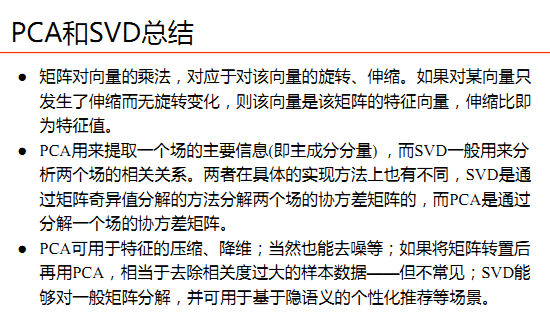 PCA和SVD总结
● 矩阵对向量的乘法，对应于对该向量的旋转、伸缩。如果对某向量只
发生了伸缩而无旋转变化，则该向量是该矩阵的特征向量，伸缩比即
为特征值。
● PCA用来提取一个场的主要信息(即主成分分量) ，而SVD一般用来分
析两个场的相关关系。两者在具体的实现方法上也有不同，SVD是通
过矩阵奇异值分解的方法分解两个场的协方差矩阵的，而PCA是通过
分解一个场的协方差矩阵。
● PCA可用于特征的压缩、降维；当然也能去噪等；如果将矩阵转置后
再用PCA，相当于去除相关度过大的样本数据——但不常见；SVD能
够对一般矩阵分解，并可用于基于隐语义的个性化推荐等场景。